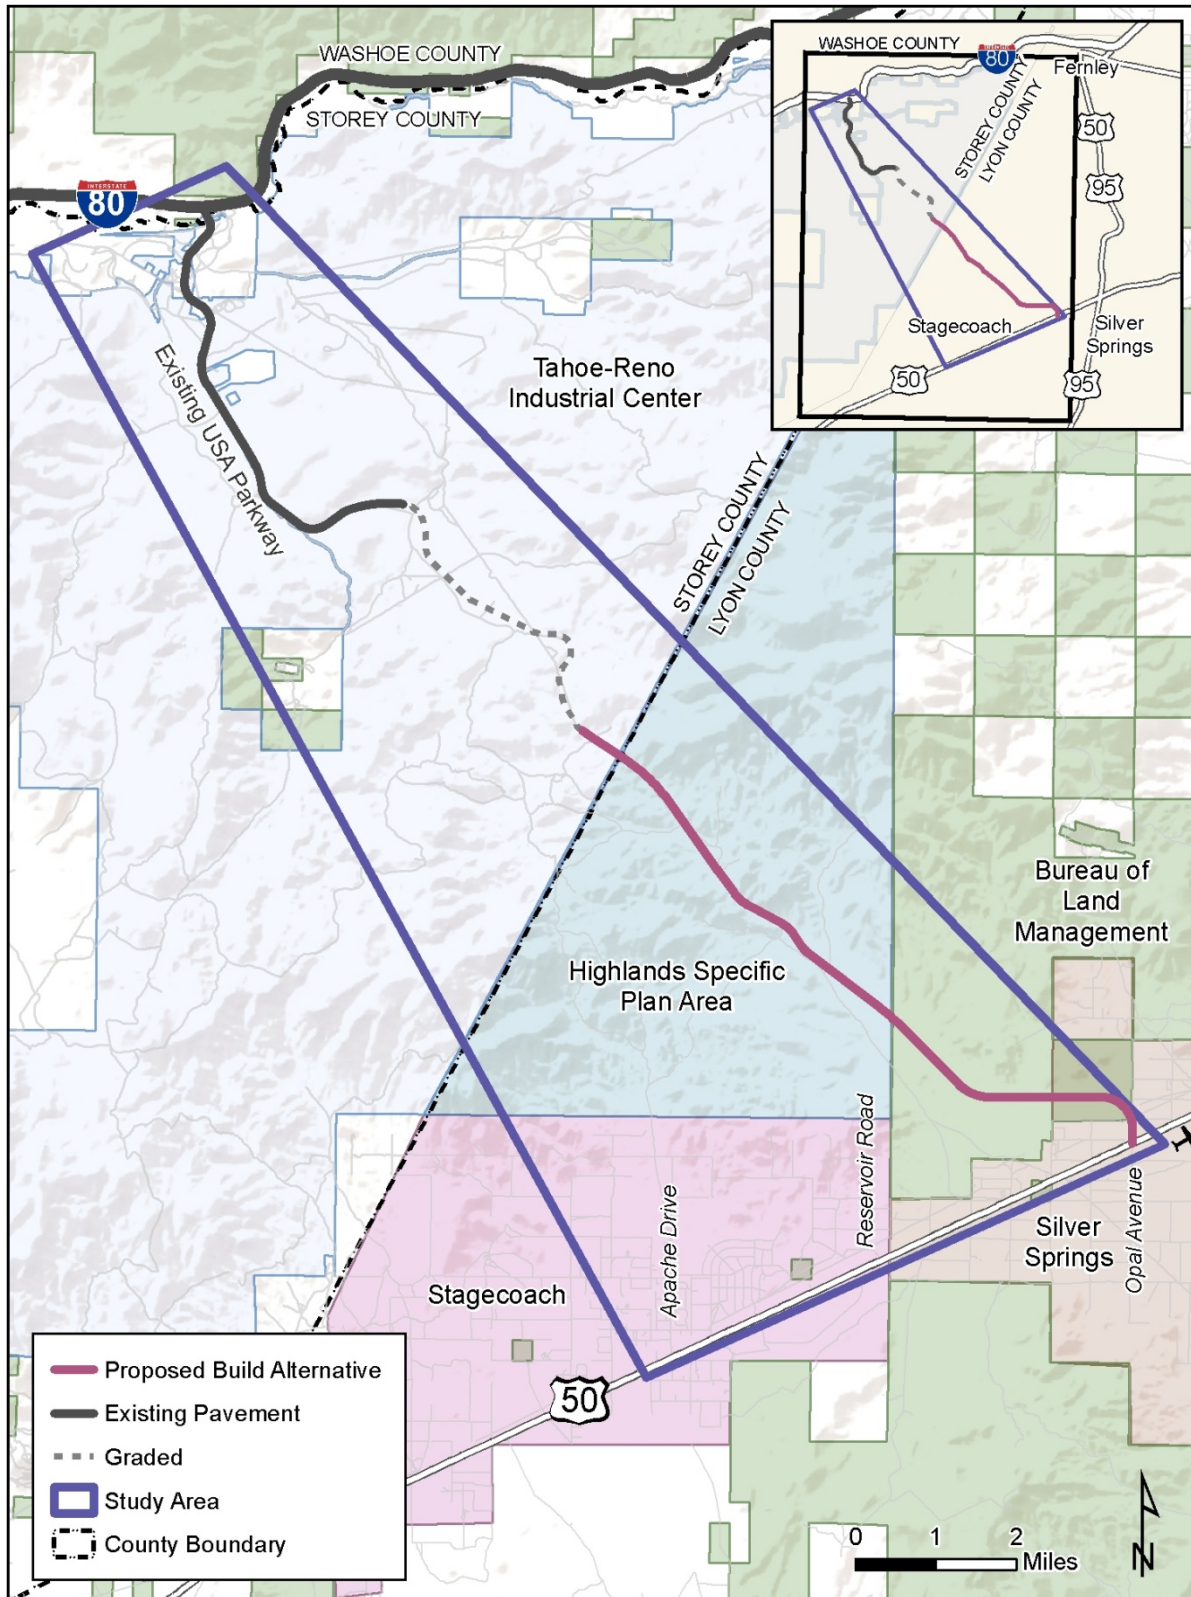 WASHOE COUNTY
STOREY COUNTY
INTERSTATE
80
WASHOE COUNTY
80
Fernley
STOREY COUNTY
LYON COUNTY
50
95
Stagecoach
Silver
Springs
50
95
Existing USA Parkway
Tahoe-Reno
Industrial Center
STOREY COUNTY
LYON COUNTY
Bureau of
Land
Management
Highlands Specific
Plan Area
Reservoir Road
Apache Drive
Silver
Springs
Opal Avenue
Stagecoach
50
Proposed Build Alternative
Existing Pavement
Graded
Study Area
County Boundary
0 1 2
Miles
N